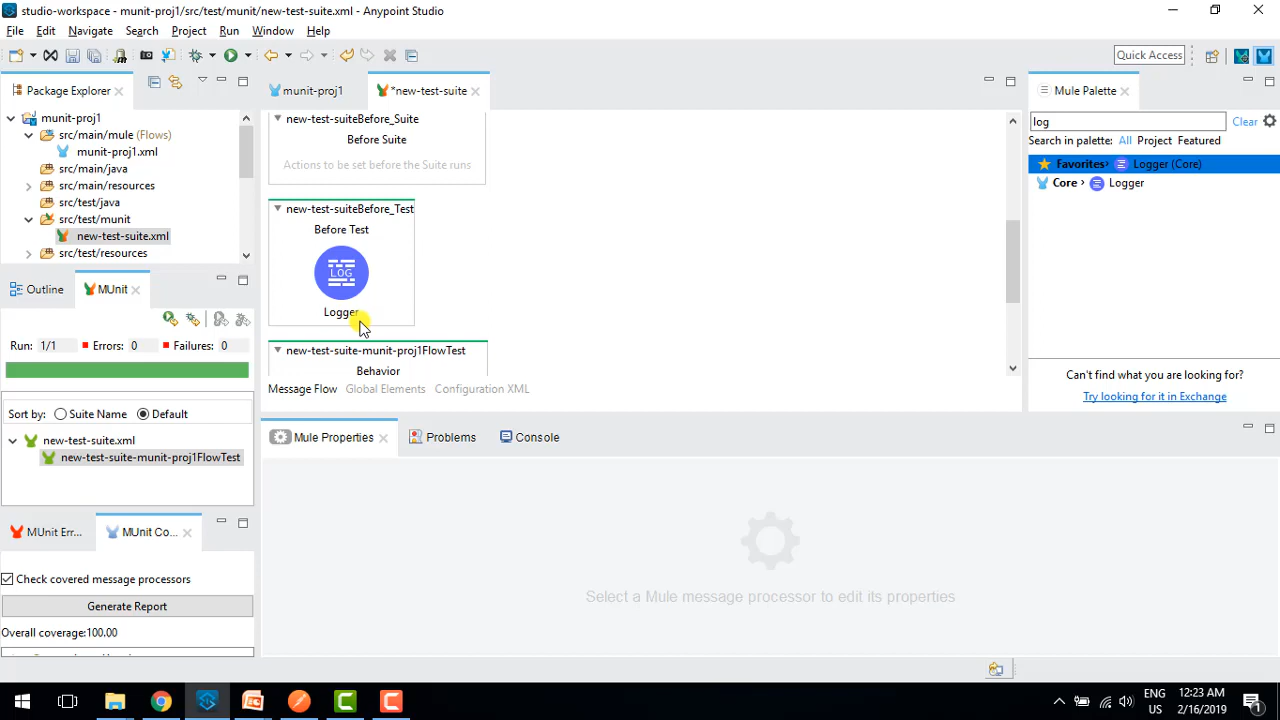 studio-workspace - munit-proj1/src/test/munit/new-test-suite.xml - Anypoint Studio
File Edit Navigate Search Project Run Window Help
Quick Access
Package Explorer
munit-proj1
src/main/mule (Flows)
munit-proj1.xml
src/main/java
src/main/resources
src/test/java
src/test/munit
new-test-suite.xml
src/test/resources
Outline MUnit
Run: 1/1 Errors: 0 Failures: 0
Sort by: Suite Name Default
new-test-suite.xml
new-test-suite-munit-proj1FlowTest
MUnit Err... MUnit Co...
Check covered message processors
Generate Report
Overall coverage:100.00
munit-proj1 *new-test-suite
new-test-suiteBefore_Suite
Before Suite
Actions to be set before the Suite runs
new-test-suiteBefore_Test
Before Test
LOG
Logger
new-test-suite-munit-proj1FlowTest
Behavior
Message Flow Global Elements Configuration XML
Mule Properties Problems Console
Select a Mule message processor to edit its properties
Mule Palette
log Clear
Search in palette: All Project Featured
Favorites> Logger (Core)
Core > Logger
Can't find what you are looking for?
Try looking for it in Exchange
ENG 12:23 AM
US 2/16/2019
1